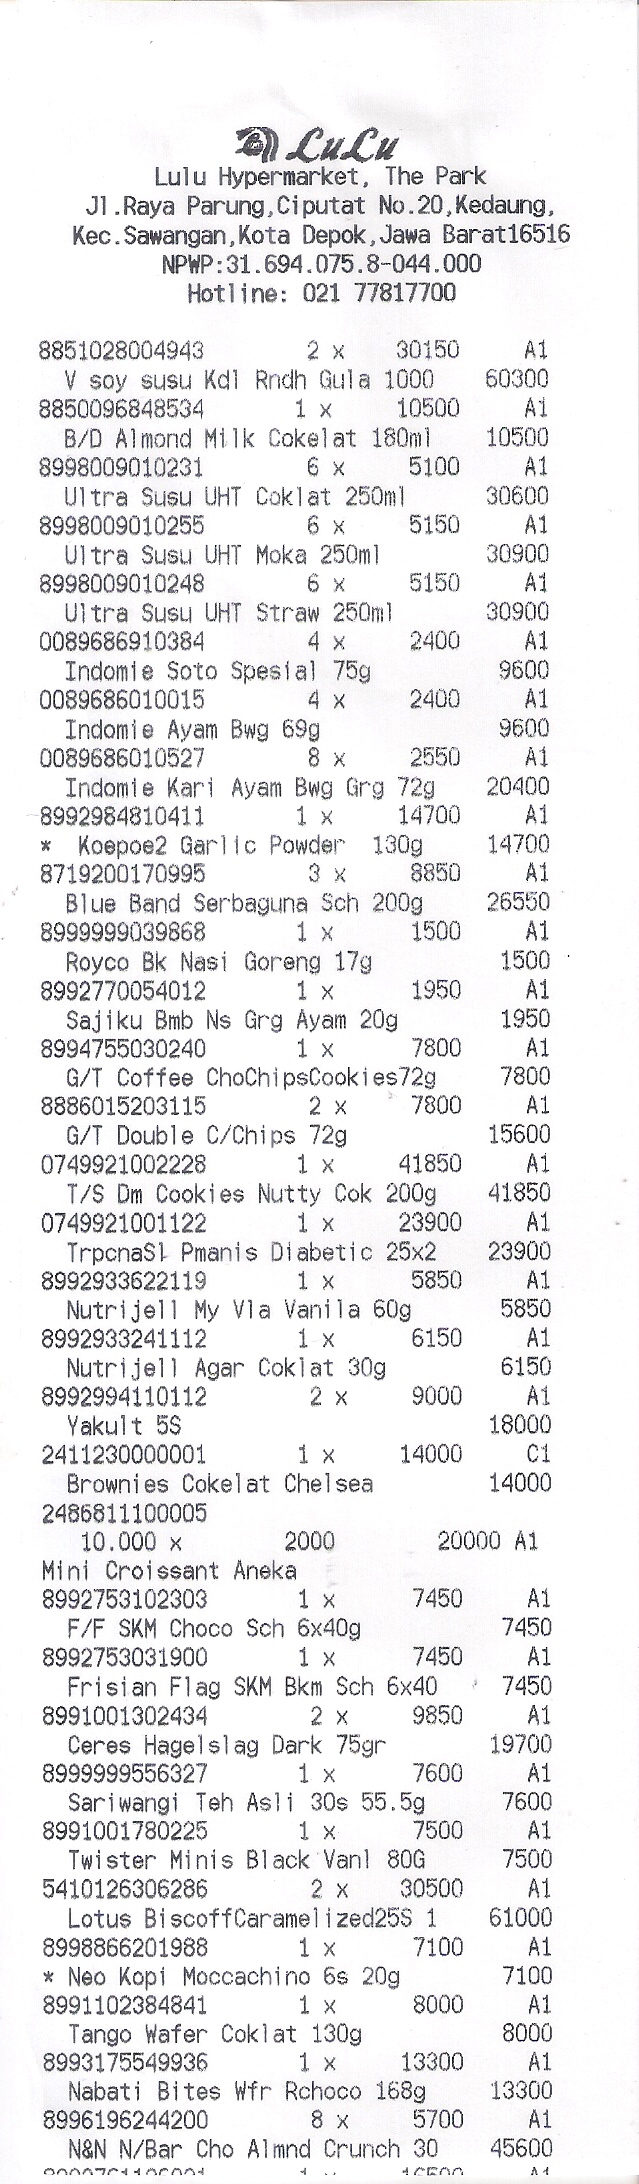 LuLu
Lulu Hypermarket, The Park
Jl.Raya Parung,Ciputat No.20,Kedaung,
Kec.Sawangan,Kota Depok,Jawa Barat16516
NPWP:31.694.075.8-044.000
Hotline: 021 77817700
8851028004943 2 x 30150 A1
V soy susu Kdl Rndh Gula 1000 60300
8850096848534 1 x 10500 A1
B/D Almond Milk Cokelat 180ml 10500
8998009010231 6 x 5100 A1
Ultra Susu UHT Coklat 250ml 30600
8998009010255 6 x 5150 A1
Ultra Susu UHT Moka 250ml 30900
8998009010248 6 x 5150 A1
Ultra Susu UHT Straw 250ml 30900
0089686910384 4 x 2400 A1
Indomie Soto Spesial 75g 9600
0089686010015 4 x 2400 A1
Indomie Ayam Bwg 69g 9600
0089686010527 8 x 2550 A1
Indomie Kari Ayam Bwg Grg 72g 20400
8992984810411 1 x 14700 A1
* Koepoe2 Garlic Powder 130g 14700
8719200170995 3 x 8850 A1
Blue Band Serbaguna Sch 200g 26550
8999999039868 1 x 1500 A1
Royco Bk Nasi Goreng 17g 1500
8992770054012 1 x 1950 A1
Sajiku Bmb Ns Grg Ayam 20g 1950
8994755030240 1 x 7800 A1
G/T Coffee ChoChipsCookies72g 7800
8886015203115 2 x 7800 A1
G/T Double C/Chips 72g 15600
0749921002228 1 x 41850 A1
T/S Dm Cookies Nutty Cok 200g 41850
0749921001122 1 x 23900 A1
TrpcnaSl Pmanis Diabetic 25x2 23900
8992933622119 1 x 5850 A1
Nutrijell My Vla Vanila 60g 5850
8992933241112 1 x 6150 A1
Nutrijell Agar Coklat 30g 6150
8992994110112 2 x 9000 A1
Yakult 5S 18000
2411230000001 1 x 14000 C1
Brownies Cokelat Chelsea 14000
2486811100005
10.000 x 2000 20000 A1
Mini Croissant Aneka
8992753102303 1 x 7450 A1
F/F SKM Choco Sch 6x40g 7450
8992753031900 1 x 7450 A1
Frisian Flag SKM Bkm Sch 6x40 7450
8991001302434 2 x 9850 A1
Ceres Hagelslag Dark 75gr 19700
8999999556327 1 x 7600 A1
Sariwangi Teh Asli 30s 55.5g 7600
8991001780225 1 x 7500 A1
Twister Minis Black Vanl 80G 7500
5410126306286 2 x 30500 A1
Lotus BiscoffCaramelized25S 1 61000
8998866201988 1 x 7100 A1
* Neo Kopi Moccachino 6s 20g 7100
8991102384841 1 x 8000 A1
Tango Wafer Coklat 130g 8000
8993175549936 1 x 13300 A1
Nabati Bites Wfr Rchoco 168g 13300
8996196244200 8 x 5700 A1
N&N N/Bar Cho Almnd Crunch 30 45600